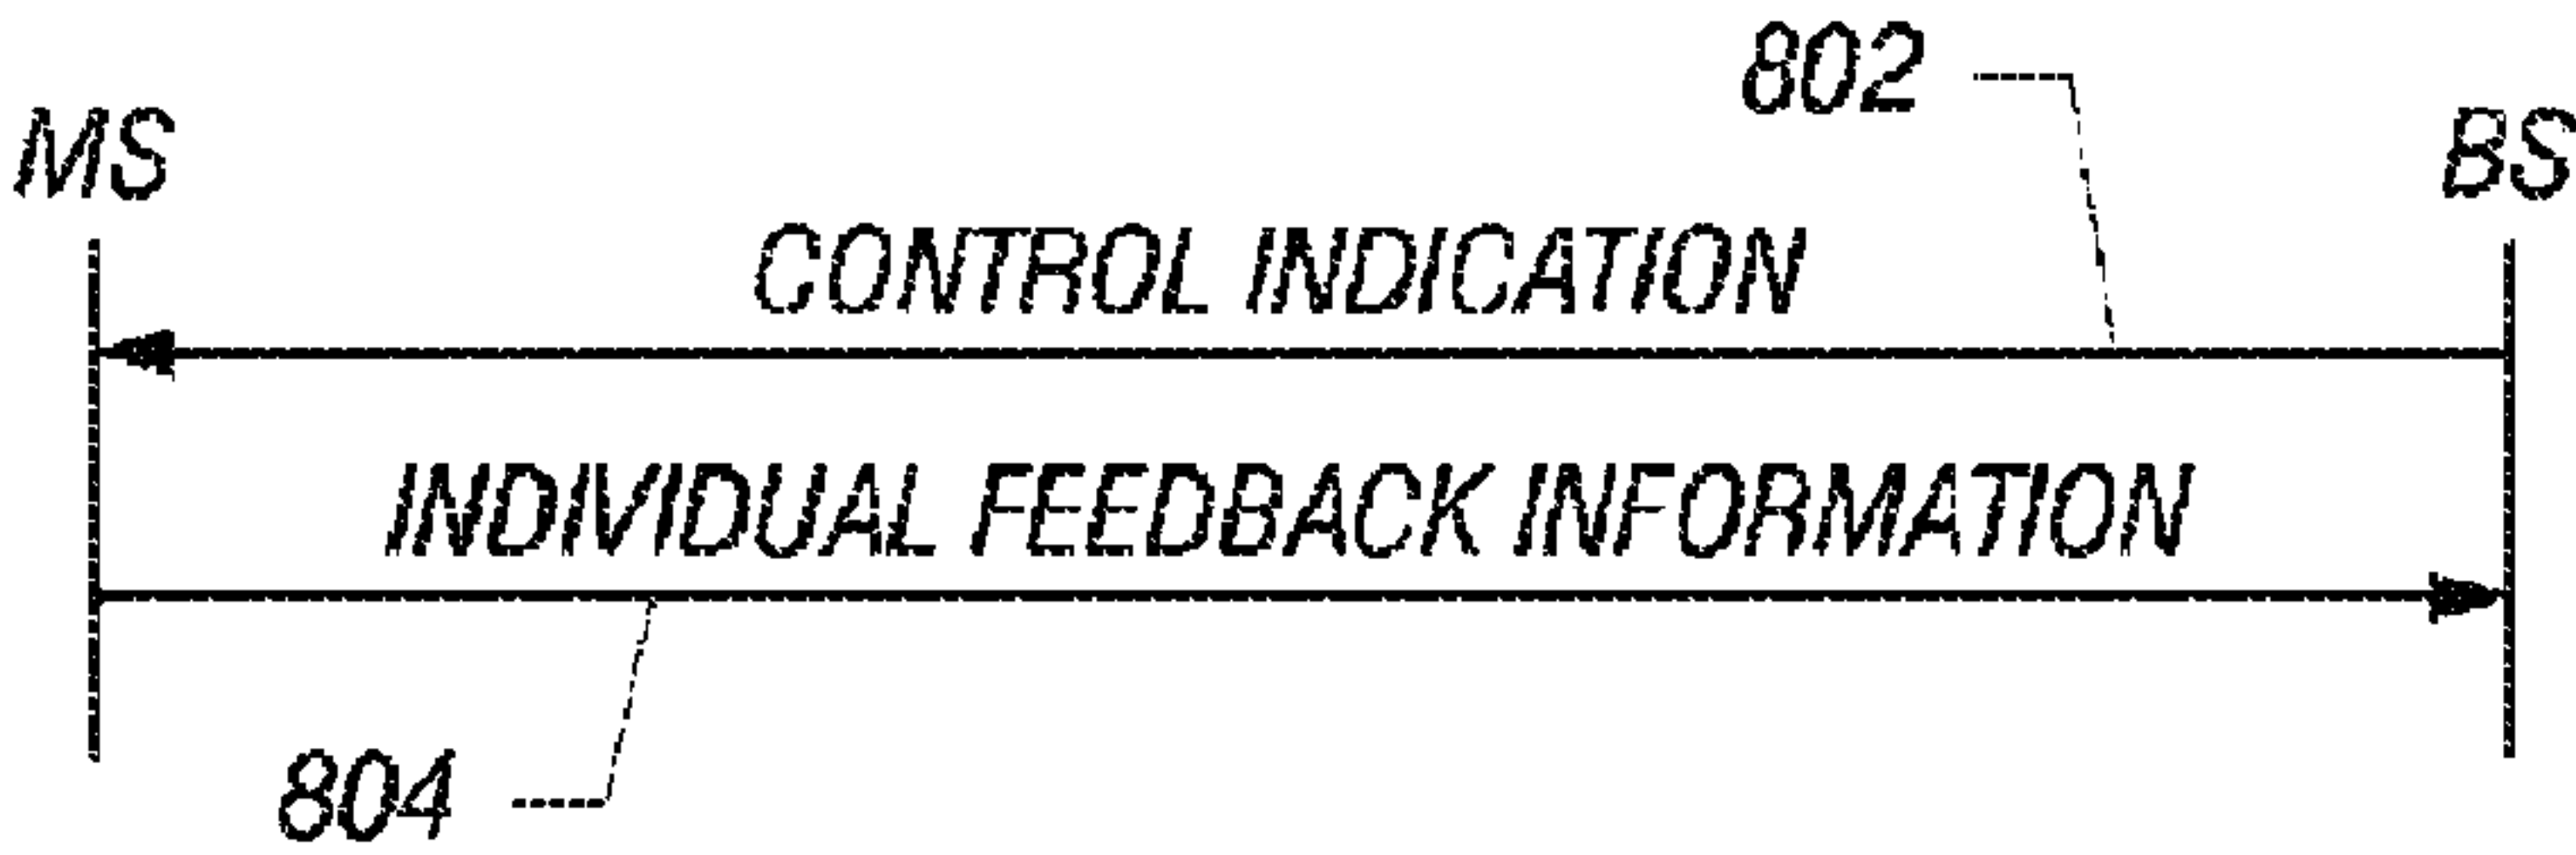 802
MS
BS
CONTROL INDICATION
INDIVIDUAL FEEDBACK INFORMATION
804